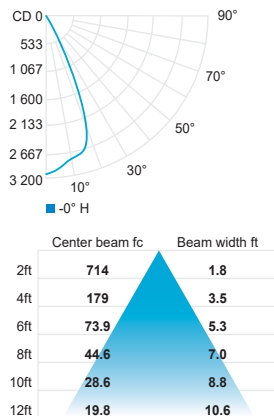 CD 0
533
1 067
1 600
2 133
2 667
3 200
90°
70°
50°
30°
10°
-0° H
Center beam fc Beam width ft
2ft 714 1.8
4ft 179 3.5
6ft 73.9 5.3
8ft 44.6 7.0
10ft 28.6 8.8
12ft 19.8 10.6